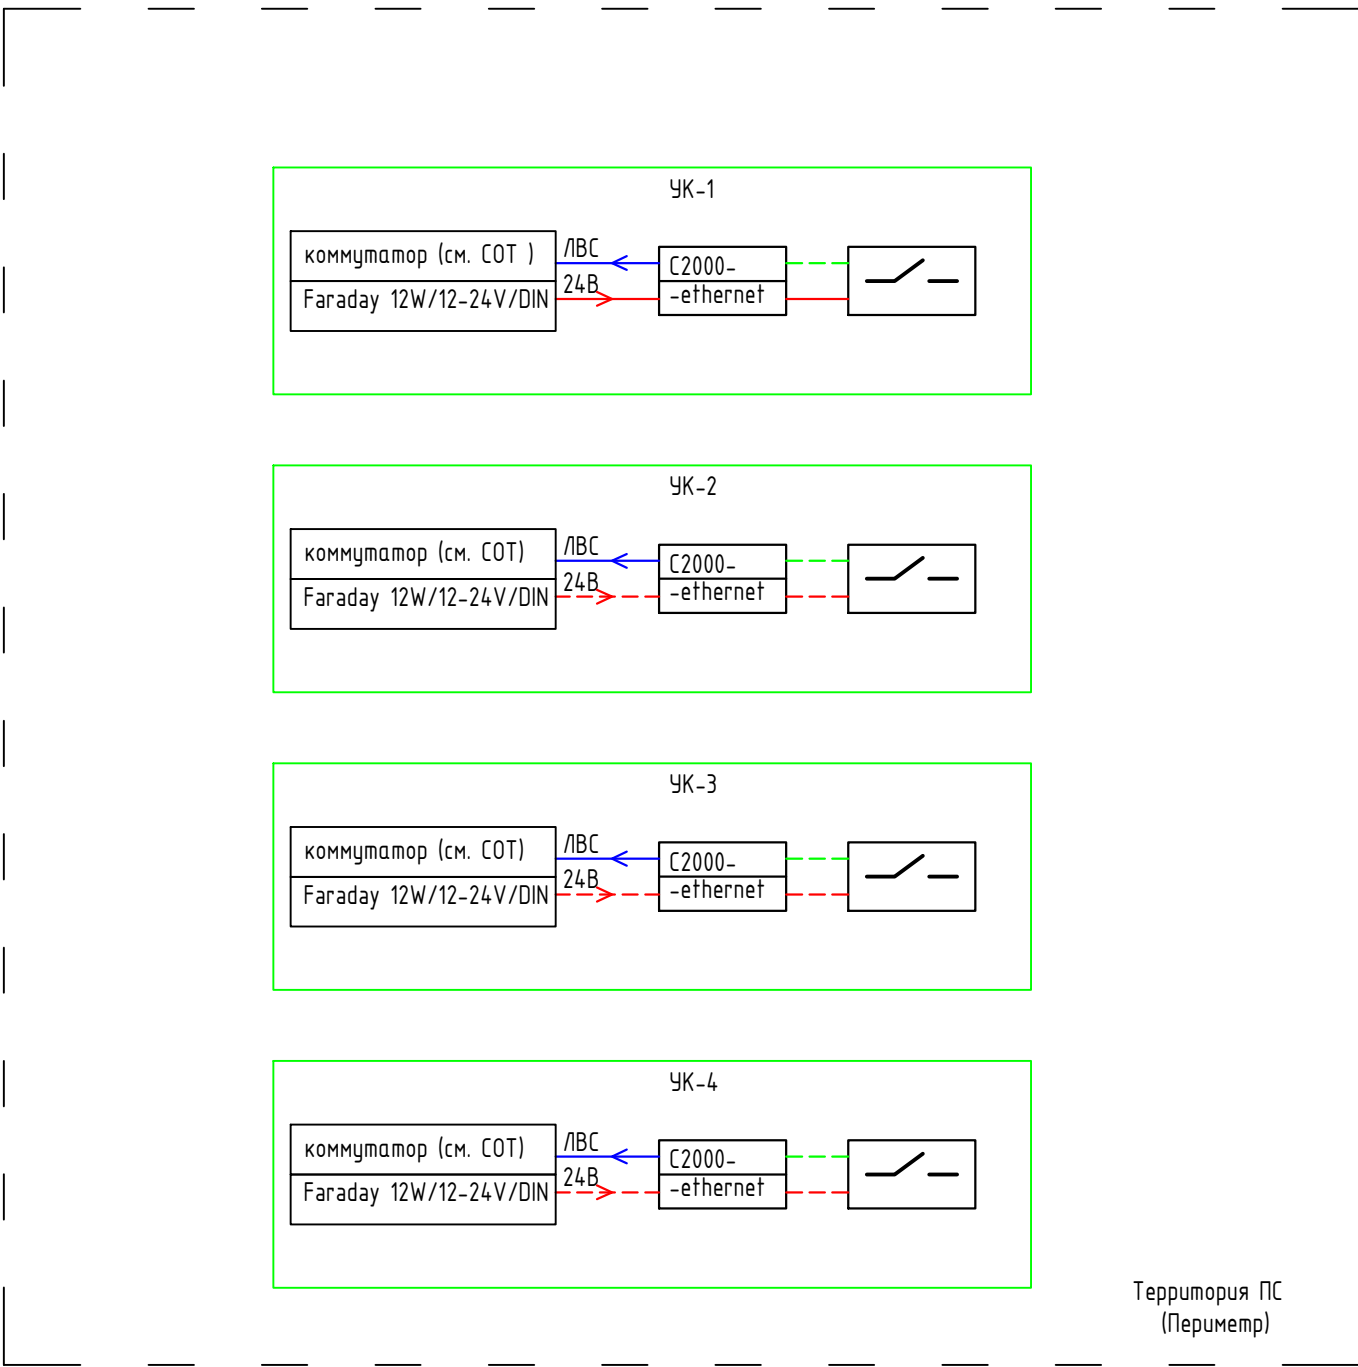 УК-1
коммутатор (см. СОТ )
ЛВС
С2000-
24В
Faraday 12W/12-24V/DIN
-ethernet
УК-2
коммутатор (см. СОТ)
ЛВС
С2000-
24В
Faraday 12W/12-24V/DIN
-ethernet
УК-3
коммутатор (см. СОТ)
ЛВС
С2000-
24В
Faraday 12W/12-24V/DIN
-ethernet
УК-4
коммутатор (см. СОТ)
ЛВС
С2000-
24В
Faraday 12W/12-24V/DIN
-ethernet
Территория ПС
(Периметр)